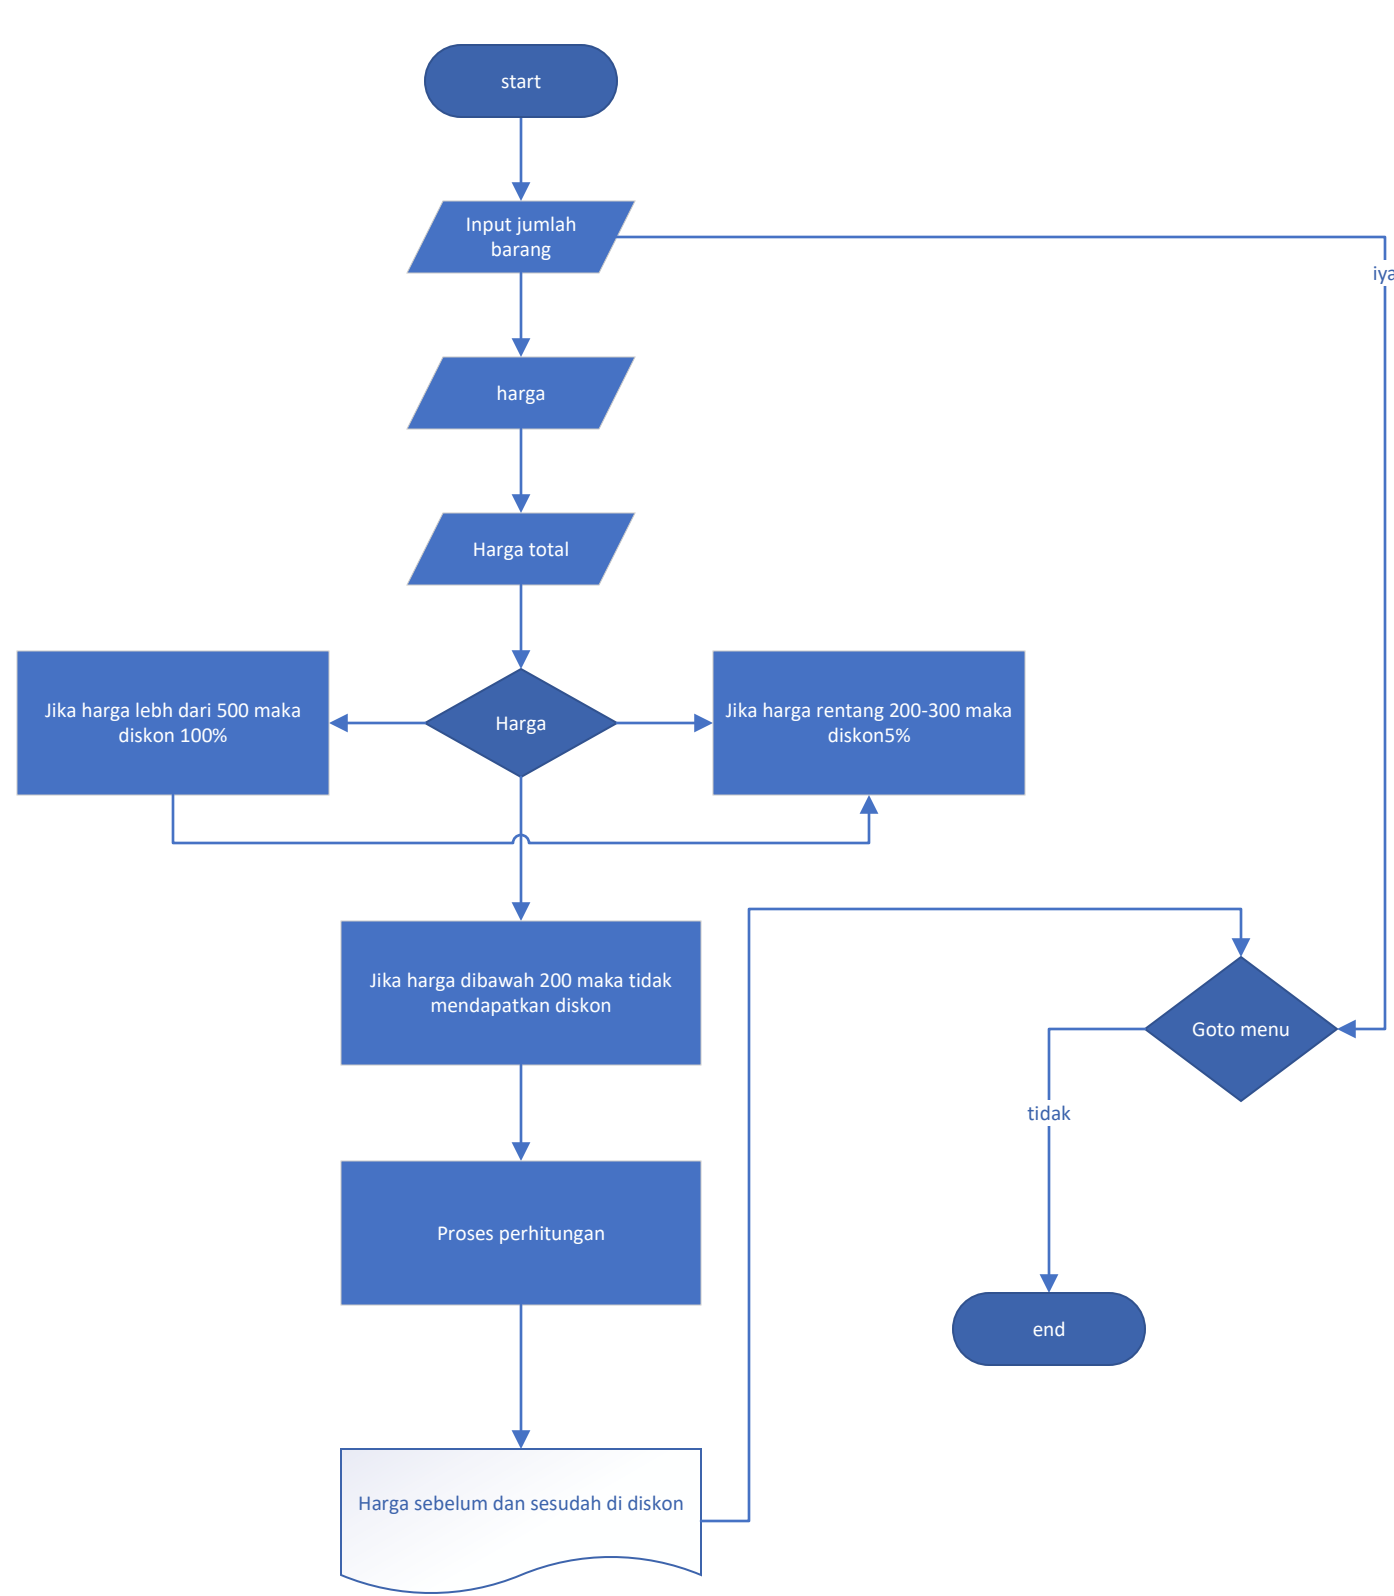 start
Input jumlah
barang
iya
harga
Harga total
Jika harga lebh dari 500 maka
diskon 100%
Harga
Jika harga rentang 200-300 maka
diskon5%
Jika harga dibawah 200 maka tidak
mendapatkan diskon
Goto menu
tidak
Proses perhitungan
end
Harga sebelum dan sesudah di diskon